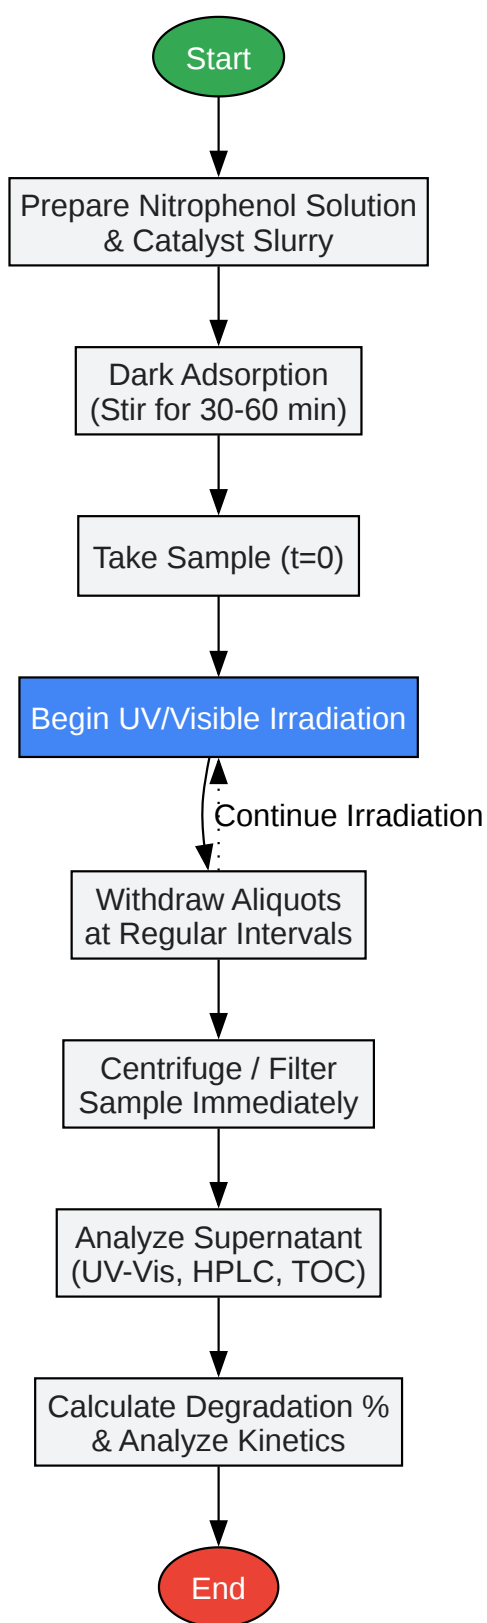 Start
Prepare Nitrophenol Solution
& Catalyst Slurry
Dark Adsorption
(Stir for 30-60 min)
Take Sample (t=0)
Begin UV/Visible Irradiation
Continue Irradiation
Withdraw Aliquots
at Regular Intervals
Centrifuge / Filter
Sample Immediately
Analyze Supernatant
(UV-Vis, HPLC, TOC)
Calculate Degradation %
& Analyze Kinetics
End